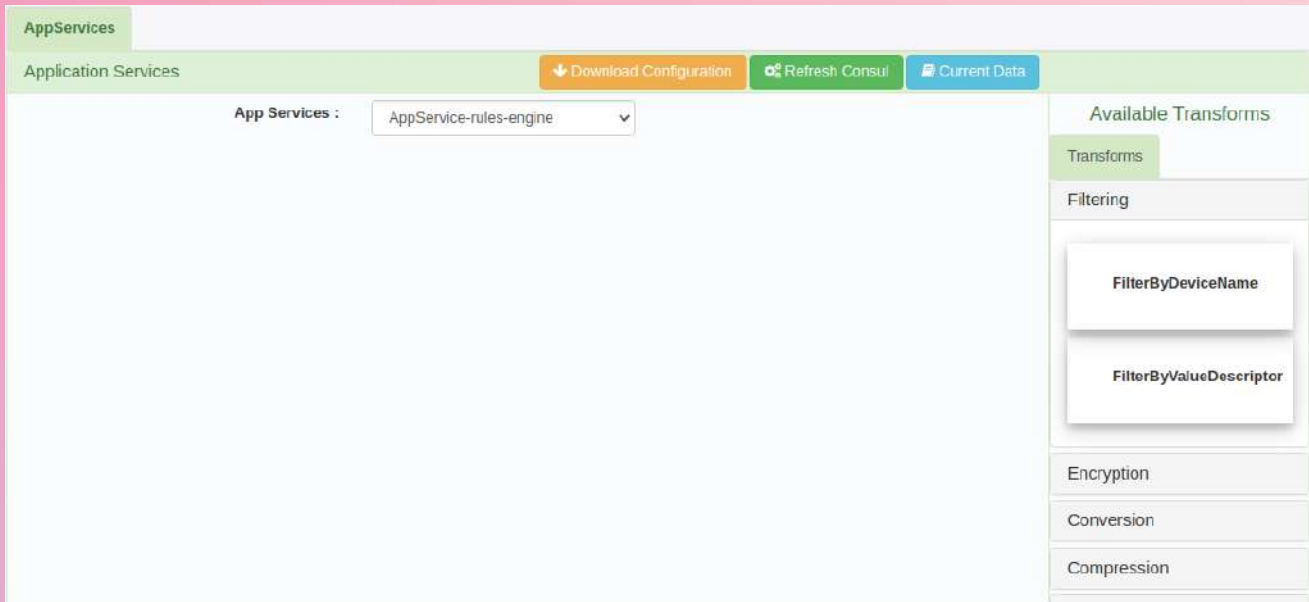 AppServices
Application Services
Download Configuration
Refresh Consul
Current Data
App Services :
AppService-rules-engine
Available Transforms
Transforms
Filtering
FilterByDeviceName
FilterByValueDescriptor
Encryption
Conversion
Compression